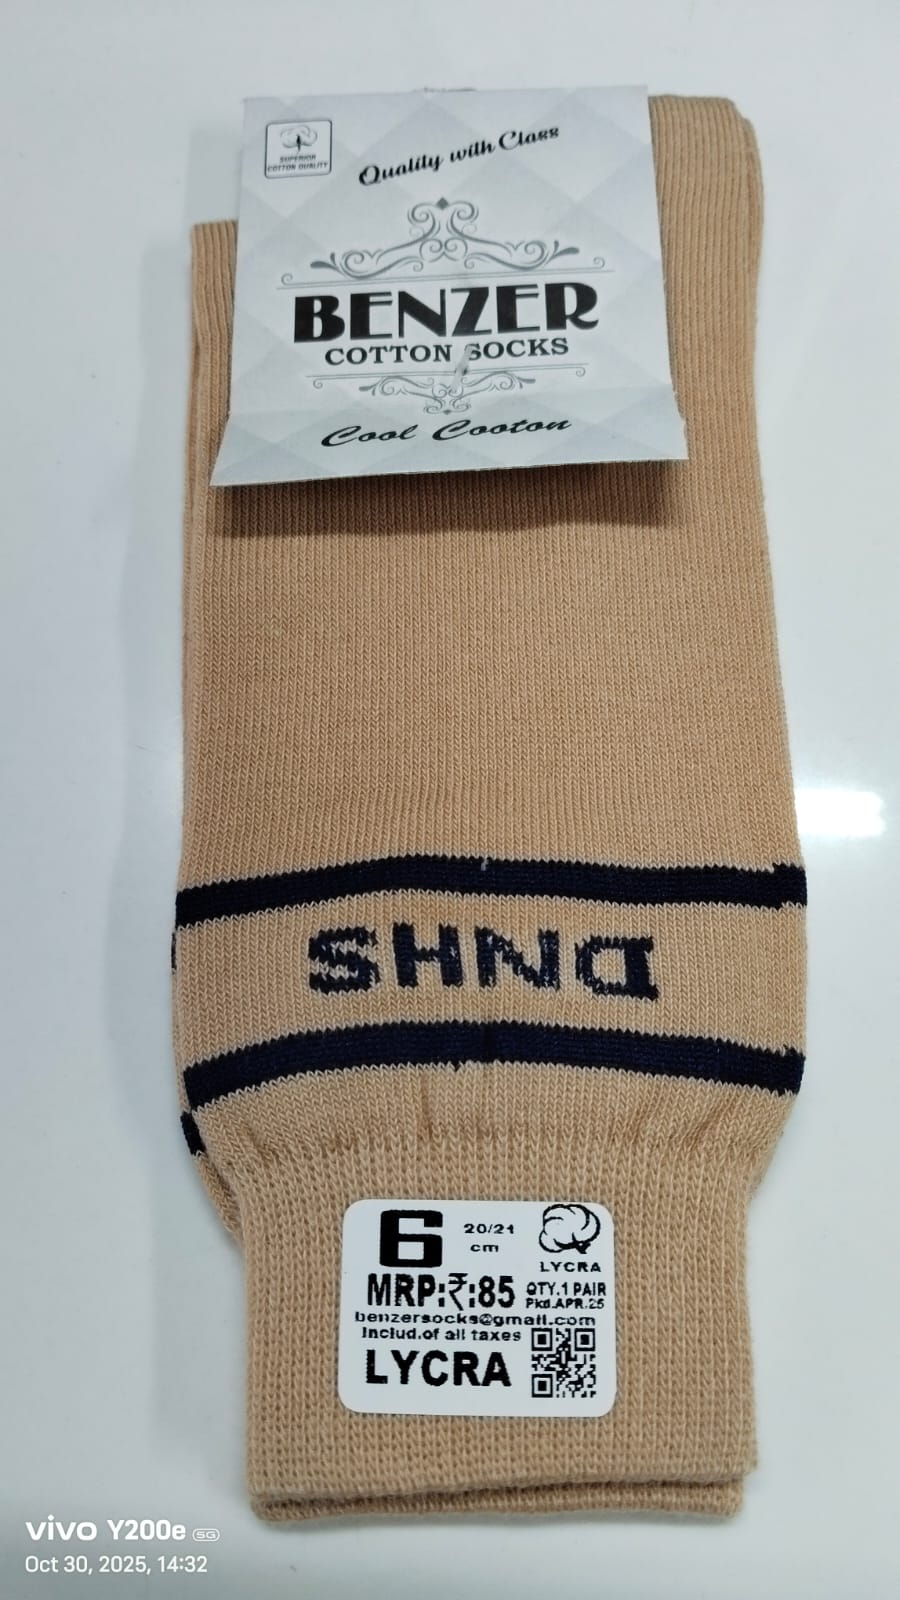 SUPERIOR
COTTON QUALITY
Quality with Class
BENZER
COTTON SOCKS
Cool Cooton
DNHS
6
20/21
cm
LYCRA
MRP:₹:85
QTY.1 PAIR
Pkd.APR.25
benzersocks@gmail.com
Includ.of all taxes
LYCRA
vivo Y200e 5G
Oct 30, 2025, 14:32